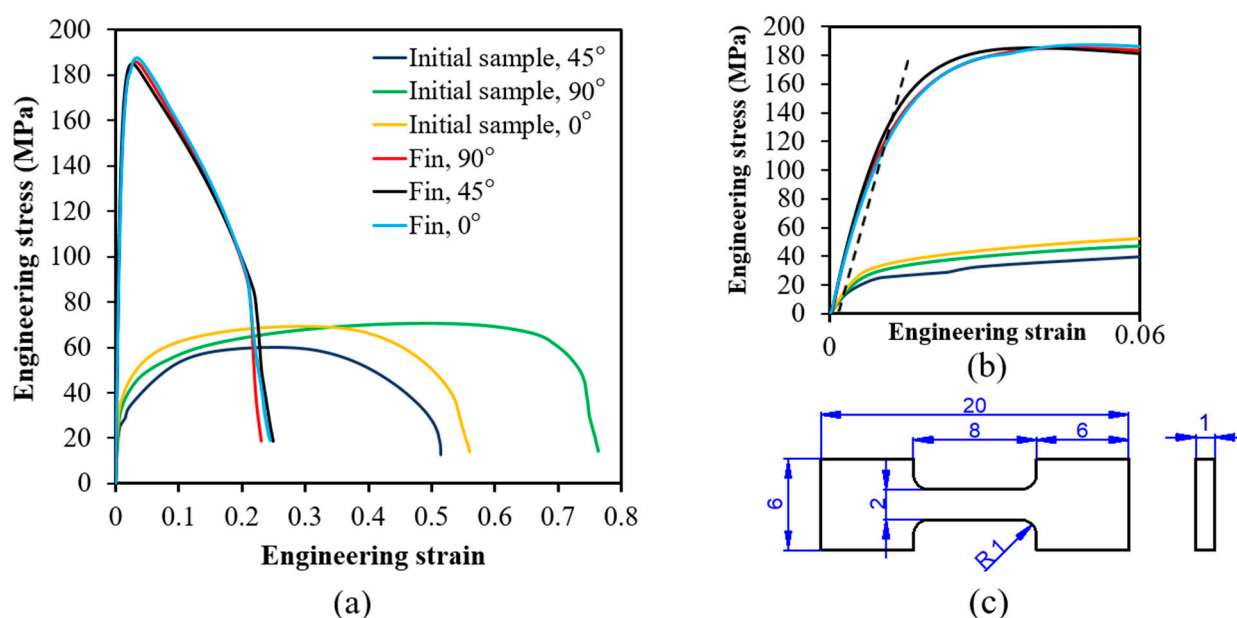 200
180
160
140
120
100
80
60
40
20
0
Engineering stress (MPa)
Initial sample, 45°
Initial sample, 90°
Initial sample, 0°
Fin, 90°
Fin, 45°
Fin, 0°
0 0.1 0.2 0.3 0.4 0.5 0.6 0.7 0.8
Engineering strain
(a)
200
180
160
140
120
100
80
60
40
20
0
Engineering stress (MPa)
Engineering strain
0 0.06
(b)
20
8 6 1
6 2
R1
(c)